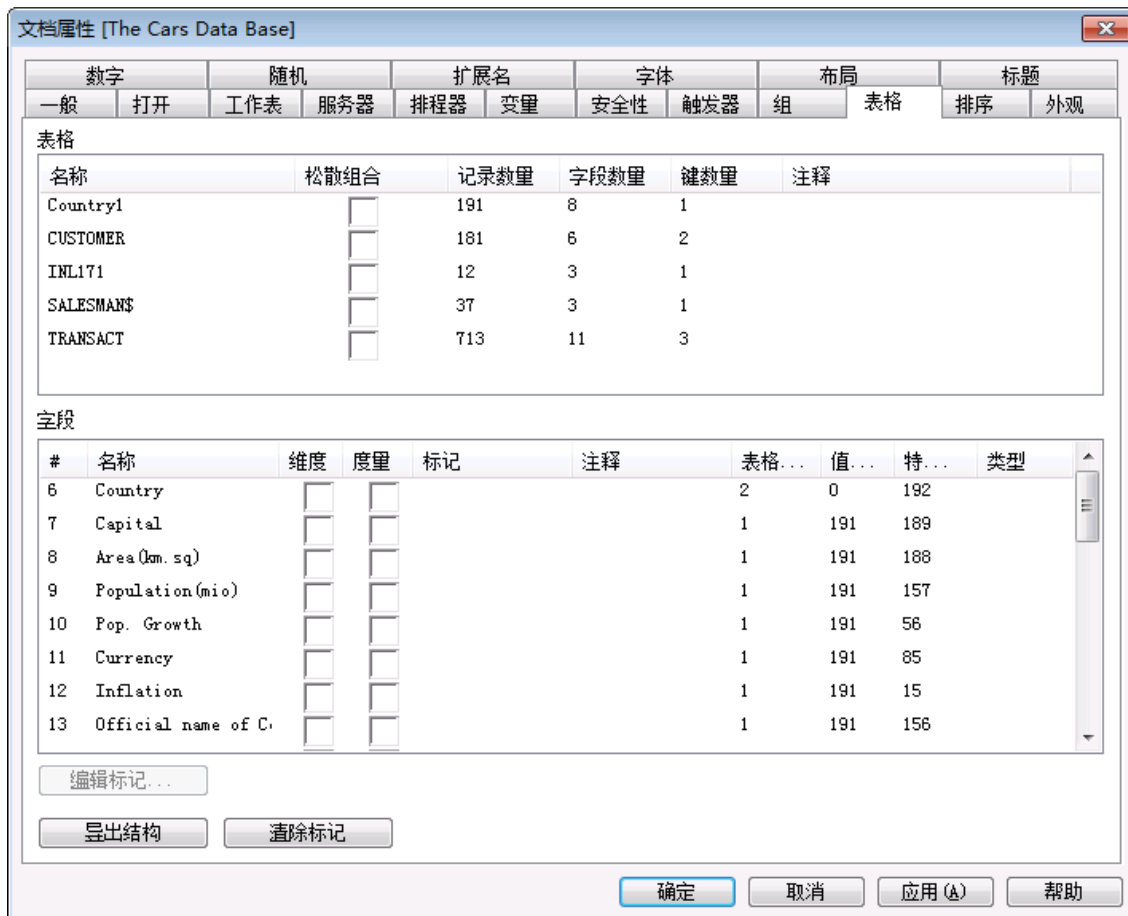 文档属性 [The Cars Data Base]
数字 随机 扩展名 字体 布局 标题
一般 打开 工作表 服务器 排程器 变量 安全性 触发器 组 表格 排序 外观
表格
名称 松散组合 记录数量 字段数量 键数量 注释
Country1 191 8 1
CUSTOMER 181 6 2
INL171 12 3 1
SALESMAN$ 37 3 1
TRANSACT 713 11 3
字段
# 名称 维度 度量 标记 注释 表格... 值... 特... 类型
6 Country 2 0 192
7 Capital 1 191 189
8 Area(km.sq) 1 191 188
9 Population(mio) 1 191 157
10 Pop. Growth 1 191 56
11 Currency 1 191 85
12 Inflation 1 191 15
13 Official name of C 1 191 156
编辑标记...
导出结构 清除标记
确定 取消 应用(A) 帮助